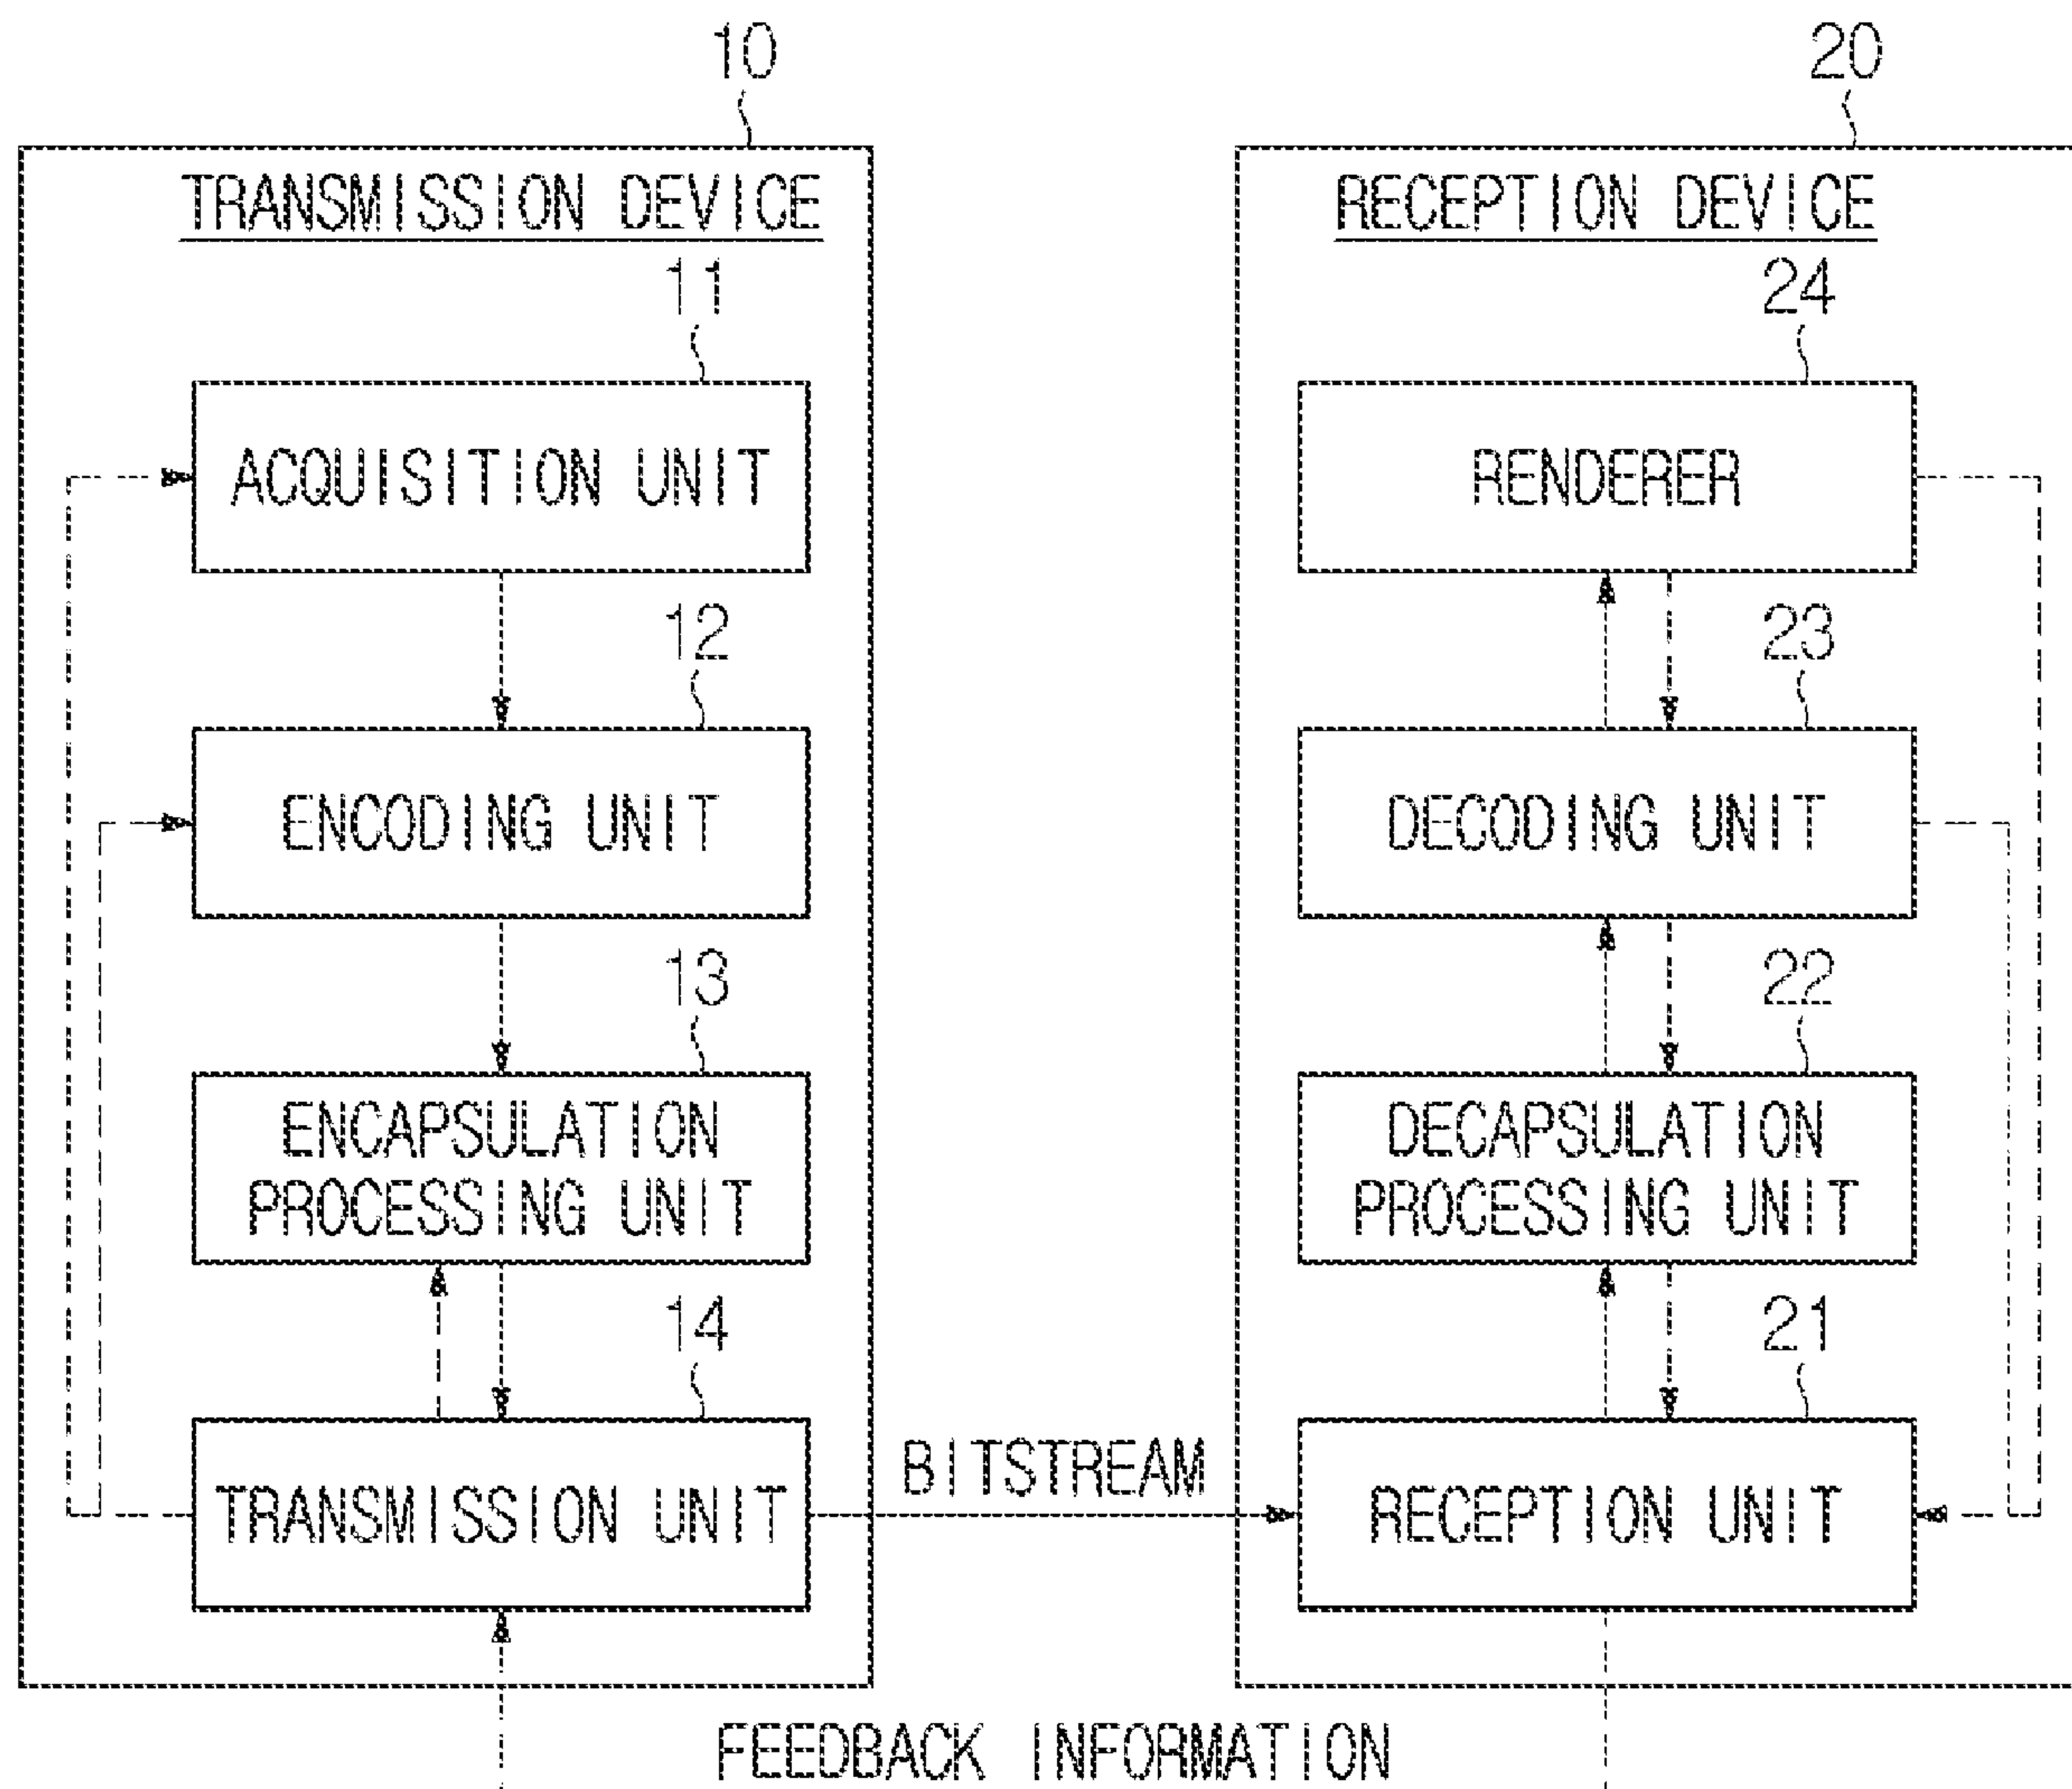 10
TRANSMISSION DEVICE
11
ACQUISITION UNIT
12
ENCODING UNIT
13
ENCAPSULATION
PROCESSING UNIT
14
TRANSMISSION UNIT
BITSTREAM
20
RECEPTION DEVICE
24
RENDERER
23
DECODING UNIT
22
DECAPSULATION
PROCESSING UNIT
21
RECEPTION UNIT
FEEDBACK INFORMATION